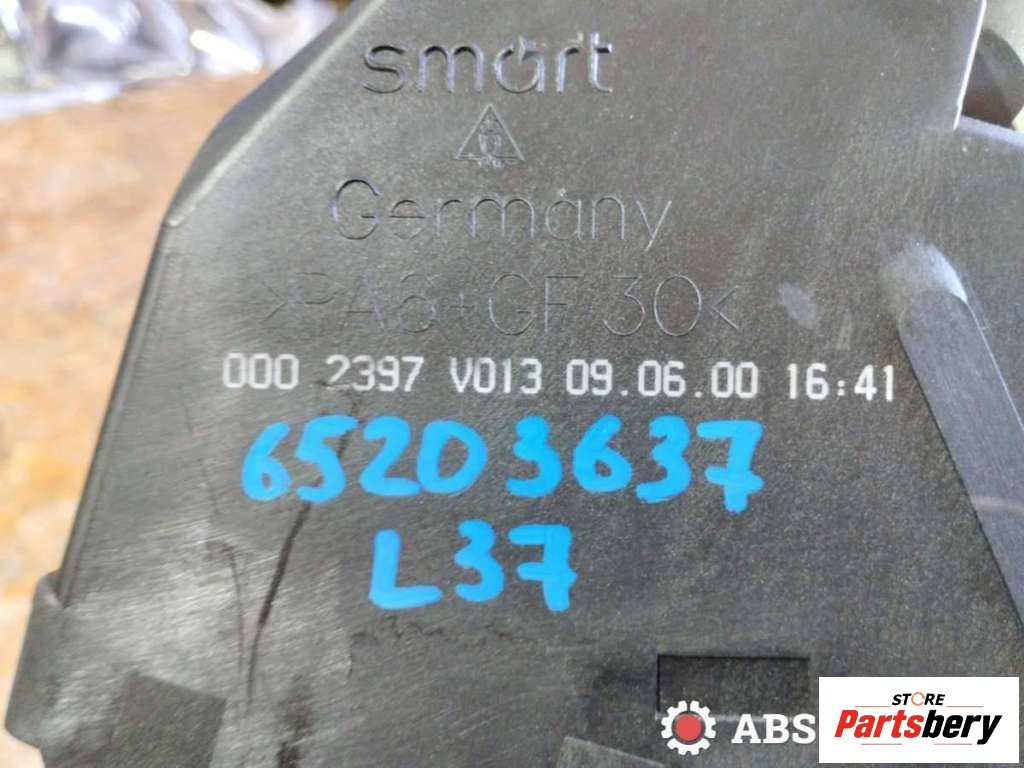 smart
Germany
>PA6+GF 30<
000 2397 V013 09.06.00 16:41
65203637
L37
ABS
STORE
Partsbery